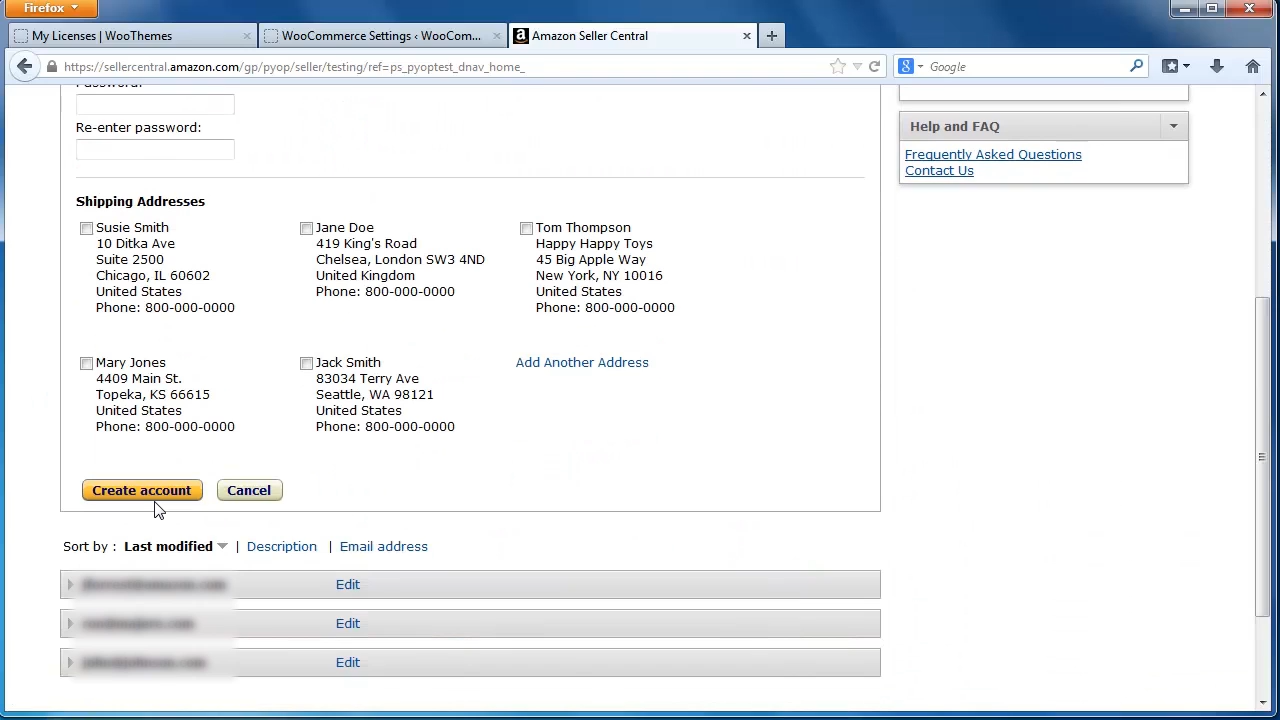 Firefox
My Licenses | WooThemes
WooCommerce Settings ‹ WooCom...
Amazon Seller Central
https://sellercentral.amazon.com/gp/pyop/seller/testing/ref=ps_pyoptest_dnav_home_
Google
Password:
Re-enter password:
Help and FAQ
Frequently Asked Questions
Contact Us
Shipping Addresses
Susie Smith
10 Ditka Ave
Suite 2500
Chicago, IL 60602
United States
Phone: 800-000-0000
Jane Doe
419 King's Road
Chelsea, London SW3 4ND
United Kingdom
Phone: 800-000-0000
Tom Thompson
Happy Happy Toys
45 Big Apple Way
New York, NY 10016
United States
Phone: 800-000-0000
Mary Jones
4409 Main St.
Topeka, KS 66615
United States
Phone: 800-000-0000
Jack Smith
83034 Terry Ave
Seattle, WA 98121
United States
Phone: 800-000-0000
Add Another Address
Create account
Cancel
Sort by : Last modified | Description | Email address
Edit
Edit
Edit